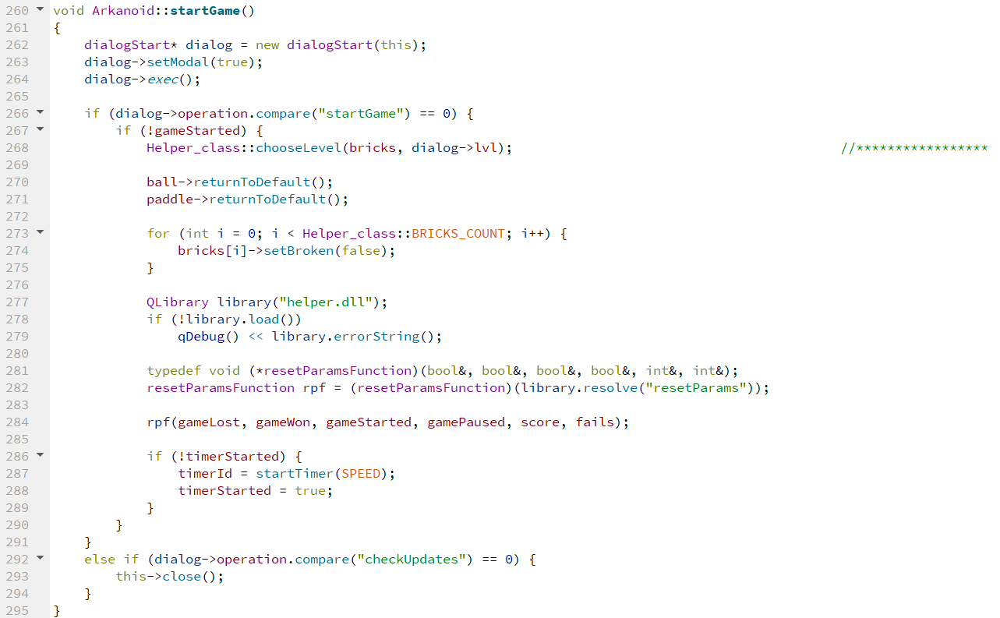 260 void Arkanoid::startGame()
261 {
262     dialogStart* dialog = new dialogStart(this);
263     dialog->setModal(true);
264     dialog->exec();
265
266     if (dialog->operation.compare("startGame") == 0) {
267         if (!gameStarted) {
268             Helper_class::chooseLevel(bricks, dialog->lvl);                                          //*****************
269
270             ball->returnToDefault();
271             paddle->returnToDefault();
272
273             for (int i = 0; i < Helper_class::BRICKS_COUNT; i++) {
274                 bricks[i]->setBroken(false);
275             }
276
277             QLibrary library("helper.dll");
278             if (!library.load())
279                 qDebug() << library.errorString();
280
281             typedef void (*resetParamsFunction)(bool&, bool&, bool&, bool&, int&, int&);
282             resetParamsFunction rpf = (resetParamsFunction)(library.resolve("resetParams"));
283
284             rpf(gameLost, gameWon, gameStarted, gamePaused, score, fails);
285
286             if (!timerStarted) {
287                 timerId = startTimer(SPEED);
288                 timerStarted = true;
289             }
290         }
291     }
292     else if (dialog->operation.compare("checkUpdates") == 0) {
293         this->close();
294     }
295 }